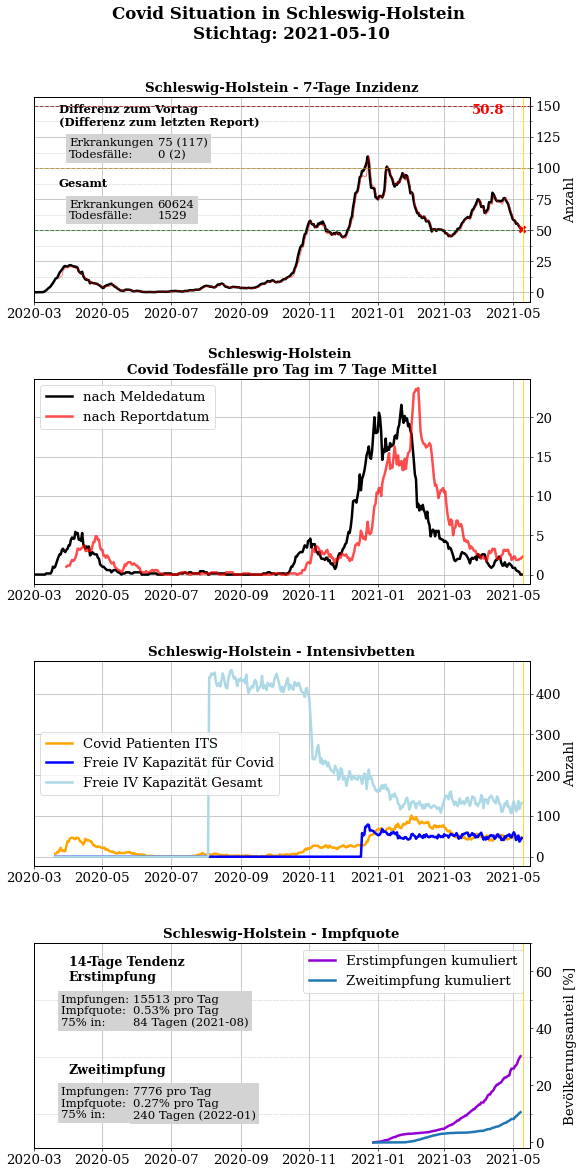 Covid Situation in Schleswig-Holstein
Stichtag: 2021-05-10
Schleswig-Holstein - 7-Tage Inzidenz
Differenz zum Vortag
(Differenz zum letzten Report)
Erkrankungen 75 (117)
Todesfälle: 0 (2)
Gesamt
Erkrankungen 60624
Todesfälle: 1529
50.8
150
125
100
75
50
25
0
Anzahl
2020-03 2020-05 2020-07 2020-09 2020-11 2021-01 2021-03 2021-05
Schleswig-Holstein
Covid Todesfälle pro Tag im 7 Tage Mittel
nach Meldedatum
nach Reportdatum
20
15
10
5
0
2020-03 2020-05 2020-07 2020-09 2020-11 2021-01 2021-03 2021-05
Schleswig-Holstein - Intensivbetten
Covid Patienten ITS
Freie IV Kapazität für Covid
Freie IV Kapazität Gesamt
400
300
200
100
0
Anzahl
2020-03 2020-05 2020-07 2020-09 2020-11 2021-01 2021-03 2021-05
Schleswig-Holstein - Impfquote
14-Tage Tendenz
Erstimpfung
Impfungen: 15513 pro Tag
Impfquote: 0.53% pro Tag
75% in: 84 Tagen (2021-08)
Zweitimpfung
Impfungen: 7776 pro Tag
Impfquote: 0.27% pro Tag
75% in: 240 Tagen (2022-01)
Erstimpfungen kumuliert
Zweitimpfung kumuliert
60
40
20
0
Bevölkerungsanteil [%]
2020-03 2020-05 2020-07 2020-09 2020-11 2021-01 2021-03 2021-05